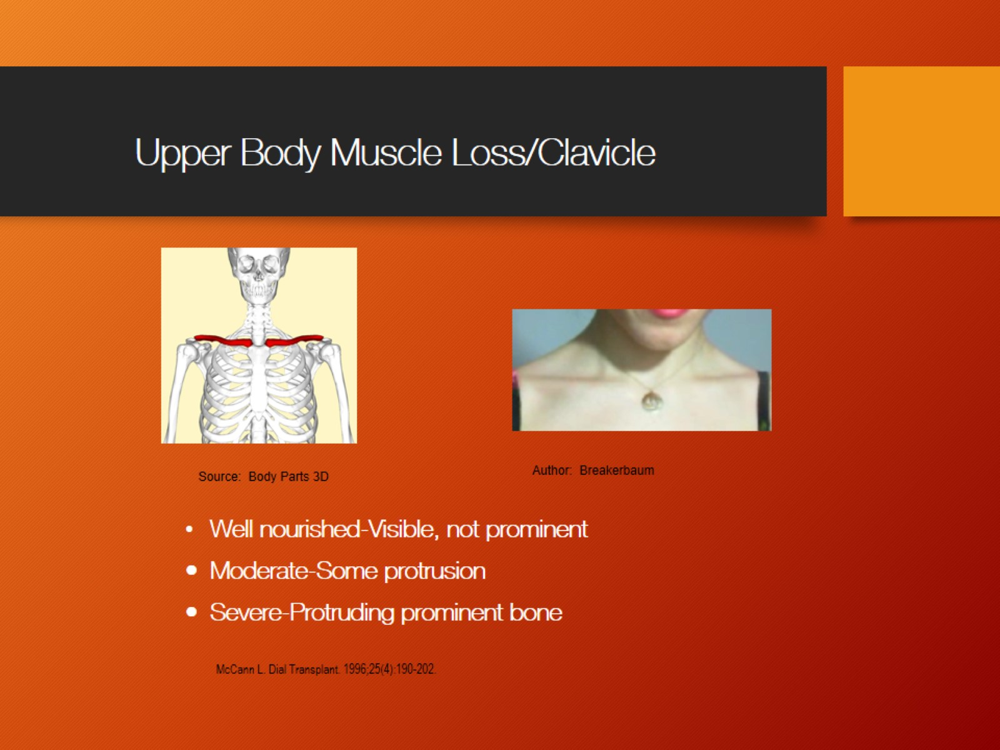 Upper Body Muscle Loss/Clavicle
Source: Body Parts 3D
Author: Breakerbaum
• Well nourished-Visible, not prominent
• Moderate-Some protrusion
• Severe-Protruding prominent bone
McCann L. Dial Transplant. 1996;25(4):190-202.